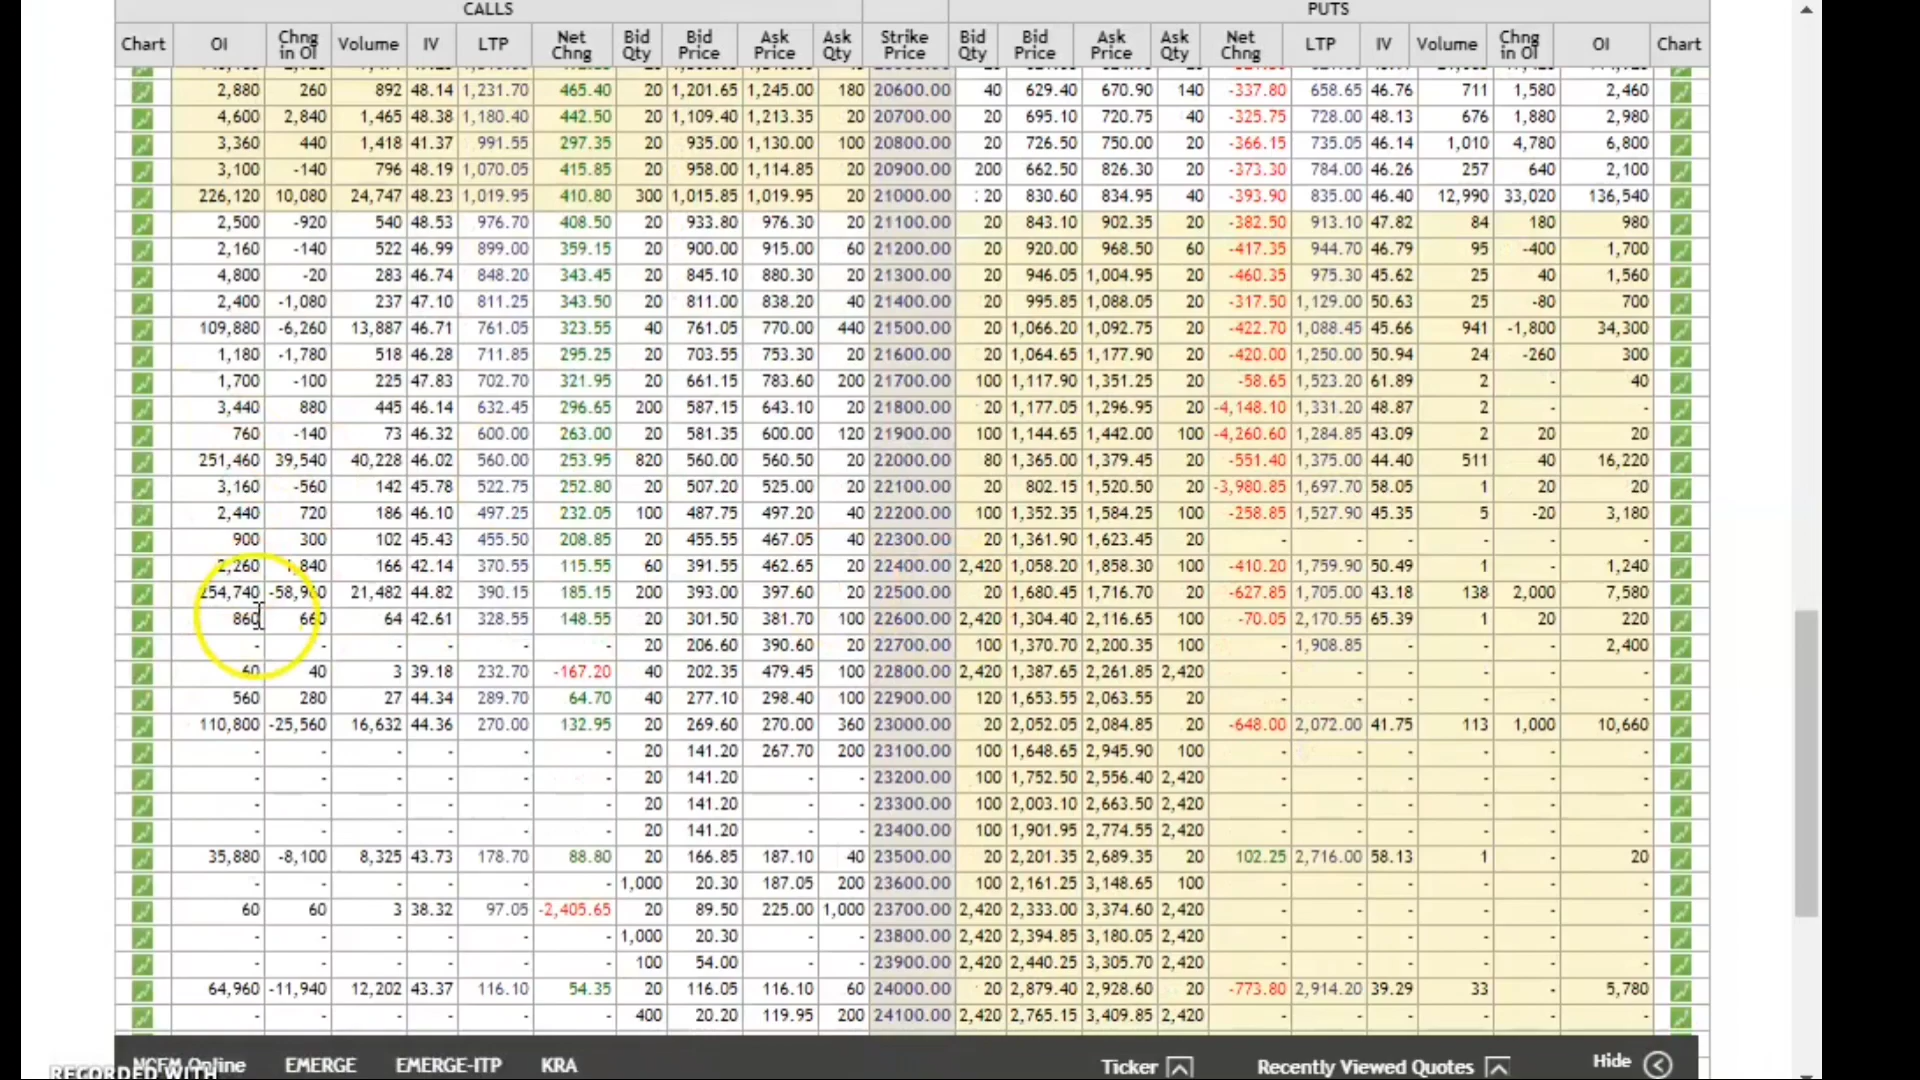 CALLS PUTS
Chart OI Chng in OI Volume IV LTP Net Chng Bid Qty Bid Price Ask Price Ask Qty Strike Price Bid Qty Bid Price Ask Price Ask Qty Net Chng LTP IV Volume Chng in OI OI Chart
2,880 260 892 48.14 1,231.70 465.40 20 1,201.65 1,245.00 180 20600.00 40 629.40 670.90 140 -337.80 658.65 46.76 711 1,580 2,460
4,600 2,840 1,465 48.38 1,180.40 442.50 20 1,109.40 1,213.35 20 20700.00 20 695.10 720.75 40 -325.75 728.00 48.13 676 1,880 2,980
3,360 440 1,418 41.37 991.55 297.35 20 935.00 1,130.00 100 20800.00 20 726.50 750.00 20 -366.15 735.05 46.14 1,010 4,780 6,800
3,100 -140 796 48.19 1,070.05 415.85 20 958.00 1,114.85 20 20900.00 200 662.50 826.30 20 -373.30 784.00 46.26 257 640 2,100
226,120 10,080 24,747 48.23 1,019.95 410.80 300 1,015.85 1,019.95 20 21000.00 20 830.60 834.95 40 -393.90 835.00 46.40 12,990 33,020 136,540
2,500 -920 540 48.53 976.70 408.50 20 933.80 976.30 20 21100.00 20 843.10 902.35 20 -382.50 913.10 47.82 84 180 980
2,160 -140 522 46.99 899.00 359.15 20 900.00 915.00 60 21200.00 20 920.00 968.50 60 -417.35 944.70 46.79 95 -400 1,700
4,800 -20 283 46.74 848.20 343.45 20 845.10 880.30 20 21300.00 20 946.05 1,004.95 20 -460.35 975.30 45.62 25 40 1,560
2,400 -1,080 237 47.10 811.25 343.50 20 811.00 838.20 40 21400.00 20 995.85 1,088.05 20 -317.50 1,129.00 50.63 25 -80 700
109,880 -6,260 13,887 46.71 761.05 323.55 40 761.05 770.00 440 21500.00 20 1,066.20 1,092.75 20 -422.70 1,088.45 45.66 941 -1,800 34,300
1,180 -1,780 518 46.28 711.85 295.25 20 703.55 753.30 20 21600.00 20 1,064.65 1,177.90 20 -420.00 1,250.00 50.94 24 -260 300
1,700 -100 225 47.83 702.70 321.95 20 661.15 783.60 200 21700.00 100 1,117.90 1,351.25 20 -58.65 1,523.20 61.89 2 - 40
3,440 880 445 46.14 632.45 296.65 200 587.15 643.10 20 21800.00 20 1,177.05 1,296.95 20 -4,148.10 1,331.20 48.87 2 - -
760 -140 73 46.32 600.00 263.00 20 581.35 600.00 120 21900.00 100 1,144.65 1,442.00 100 -4,260.60 1,284.85 43.09 2 20 20
251,460 39,540 40,228 46.02 560.00 253.95 820 560.00 560.50 20 22000.00 80 1,365.00 1,379.45 20 -551.40 1,375.00 44.40 511 40 16,220
3,160 -560 142 45.78 522.75 252.80 20 507.20 525.00 20 22100.00 20 802.15 1,520.50 20 -3,980.85 1,697.70 58.05 1 20 20
2,440 720 186 46.10 497.25 232.05 100 487.75 497.20 40 22200.00 100 1,352.35 1,584.25 100 -258.85 1,527.90 45.35 5 -20 3,180
900 300 102 45.43 455.50 208.85 20 455.55 467.05 40 22300.00 20 1,361.90 1,623.45 20 - - - - - -
2,260 1,840 166 42.14 370.55 115.55 60 391.55 462.65 20 22400.00 2,420 1,058.20 1,858.30 100 -410.20 1,759.90 50.49 1 - 1,240
254,740 -58,960 21,482 44.82 390.15 185.15 200 393.00 397.60 20 22500.00 20 1,680.45 1,716.70 20 -627.85 1,705.00 43.18 138 2,000 7,580
860 660 64 42.61 328.55 148.55 20 301.50 381.70 100 22600.00 2,420 1,304.40 2,116.65 100 -70.05 2,170.55 65.39 1 20 220
- - - - - - 20 206.60 390.60 20 22700.00 100 1,370.70 2,200.35 100 - 1,908.85 - - - 2,400
60 40 3 39.18 232.70 -167.20 40 202.35 479.45 100 22800.00 2,420 1,387.65 2,261.85 2,420 - - - - - -
560 280 27 44.34 289.70 64.70 40 277.10 298.40 100 22900.00 120 1,653.55 2,063.55 20 - - - - - -
110,800 -25,560 16,632 44.36 270.00 132.95 20 269.60 270.00 360 23000.00 20 2,052.05 2,084.85 20 -648.00 2,072.00 41.75 113 1,000 10,660
- - - - - - 20 141.20 267.70 200 23100.00 100 1,648.65 2,945.90 100 - - - - - -
- - - - - - 20 141.20 - - 23200.00 100 1,752.50 2,556.40 2,420 - - - - - -
- - - - - - 20 141.20 - - 23300.00 100 2,003.10 2,663.50 2,420 - - - - - -
- - - - - - 20 141.20 - - 23400.00 100 1,901.95 2,774.55 2,420 - - - - - -
35,880 -8,100 8,325 43.73 178.70 88.80 20 166.85 187.10 40 23500.00 20 2,201.35 2,689.35 20 102.25 2,716.00 58.13 1 - 20
- - - - - - 1,000 20.30 187.05 200 23600.00 100 2,161.25 3,148.65 100 - - - - - -
60 60 3 38.32 97.05 -2,405.65 20 89.50 225.00 1,000 23700.00 2,420 2,333.00 3,374.60 2,420 - - - - - -
- - - - - - 1,000 20.30 - - 23800.00 2,420 2,394.85 3,180.05 2,420 - - - - - -
- - - - - - 100 54.00 - - 23900.00 2,420 2,440.25 3,305.70 2,420 - - - - - -
64,960 -11,940 12,202 43.37 116.10 54.35 20 116.05 116.10 60 24000.00 20 2,879.40 2,928.60 20 -773.80 2,914.20 39.29 33 - 5,780
- - - - - - 400 20.20 119.95 200 24100.00 2,420 2,765.15 3,409.85 2,420 - - - - - -
NCFM Online EMERGE EMERGE-ITP KRA Ticker Recently Viewed Quotes Hide
RECORDED WITH